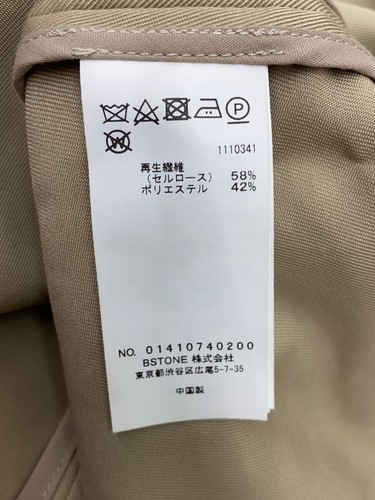 P
W
1110341
再生繊維
(セルロース) 58%
ポリエステル 42%
NO. 01410740200
BSTONE 株式会社
東京都渋谷区広尾5-7-35
中国製